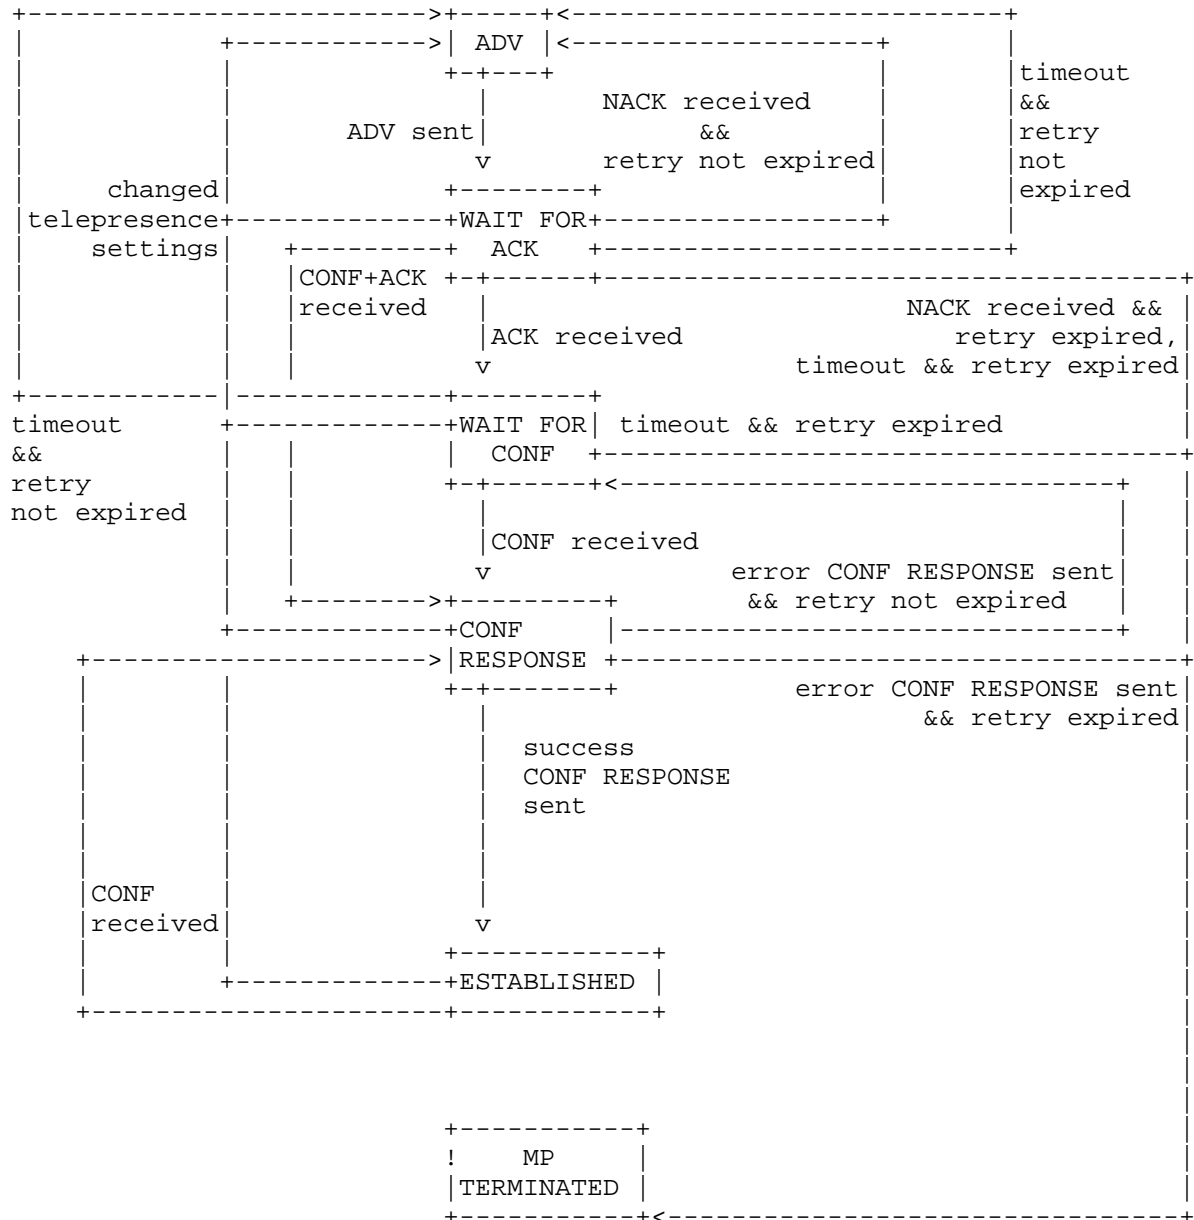 ADV
timeout
NACK received &&
ADV sent && retry
v retry not expired not
changed expired
telepresence WAIT FOR
settings ACK
CONF+ACK
received NACK received &&
ACK received retry expired,
v timeout && retry expired
timeout WAIT FOR timeout && retry expired
&& CONF
retry
not expired
CONF received
v error CONF RESPONSE sent
&& retry not expired
CONF
RESPONSE
error CONF RESPONSE sent
&& retry expired
success
CONF RESPONSE
sent
CONF
received v
ESTABLISHED
! MP
TERMINATED